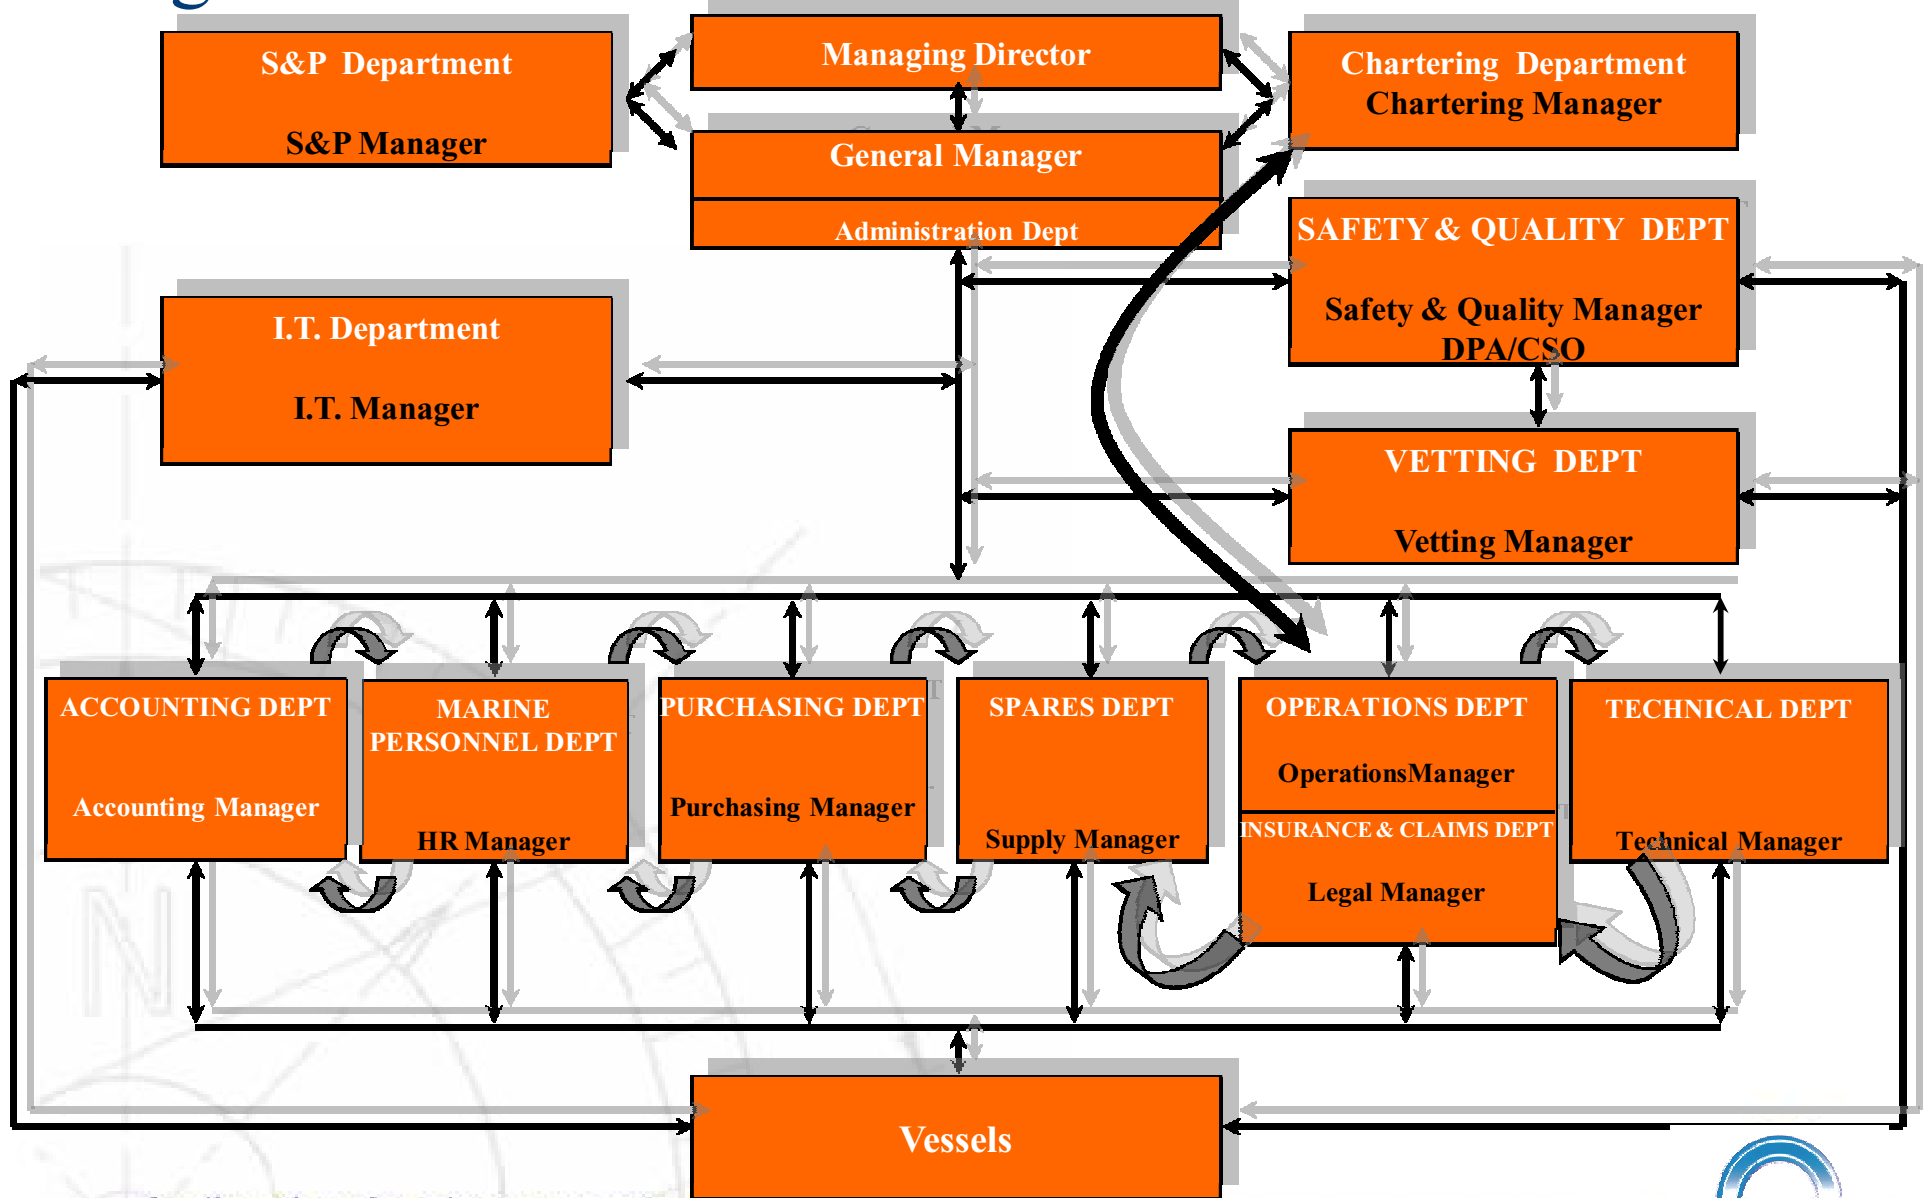 S&P Department
S&P Manager
Managing Director
General Manager
Administration Dept
Chartering Department
Chartering Manager
SAFETY & QUALITY DEPT
Safety & Quality Manager
DPA/CSO
I.T. Department
I.T. Manager
VETTING DEPT
Vetting Manager
ACCOUNTING DEPT
Accounting Manager
MARINE
PERSONNEL DEPT
HR Manager
PURCHASING DEPT
Purchasing Manager
SPARES DEPT
Supply Manager
OPERATIONS DEPT
OperationsManager
INSURANCE & CLAIMS DEPT
Legal Manager
TECHNICAL DEPT
Technical Manager
Vessels
N